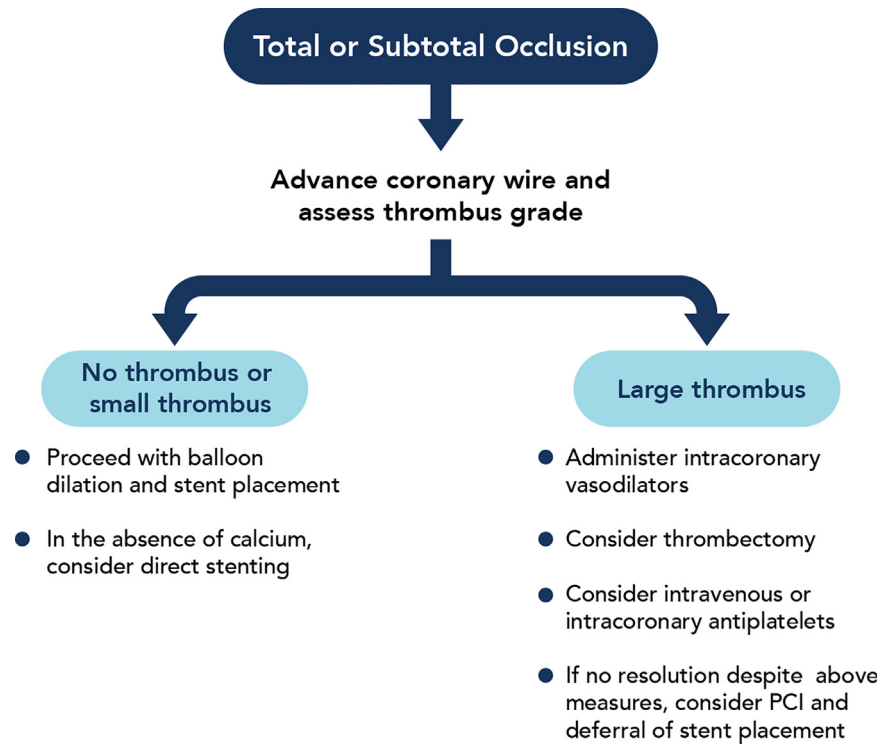 Total or Subtotal Occlusion
Advance coronary wire and
assess thrombus grade
No thrombus or
small thrombus
Proceed with balloon
dilation and stent placement
In the absence of calcium,
consider direct stenting
Large thrombus
Administer intracoronary
vasodilators
Consider thrombectomy
Consider intravenous or
intracoronary antiplatelets
If no resolution despite above
measures, consider PCI and
deferral of stent placement